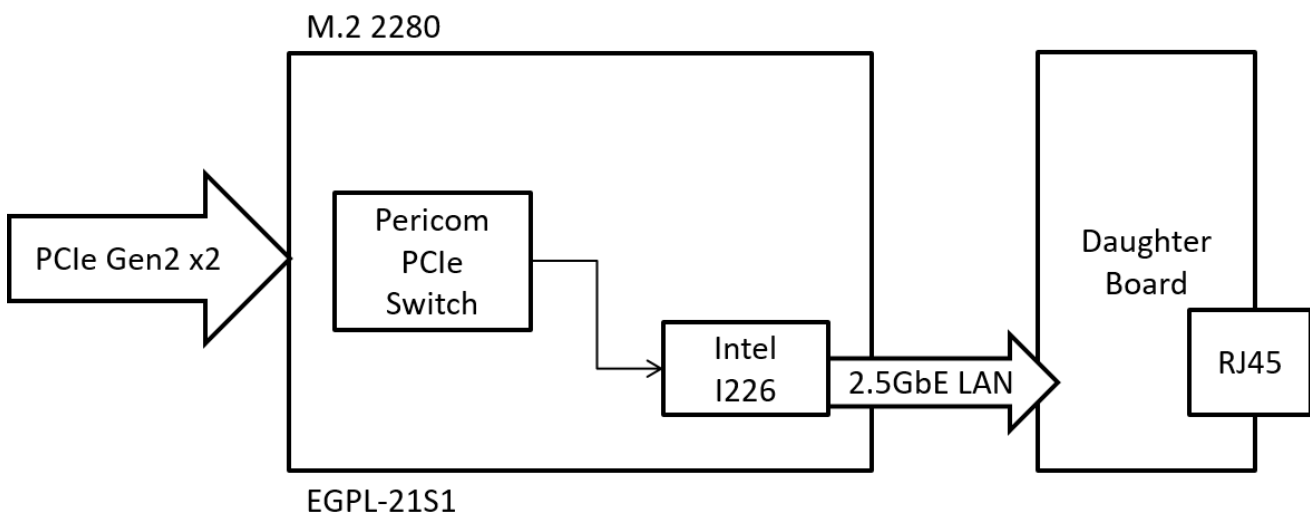 M.2 2280
PCIe Gen2 x2
Pericom
PCIe
Switch
Intel
I226
2.5GbE LAN
Daughter
Board
RJ45
EGPL-21S1